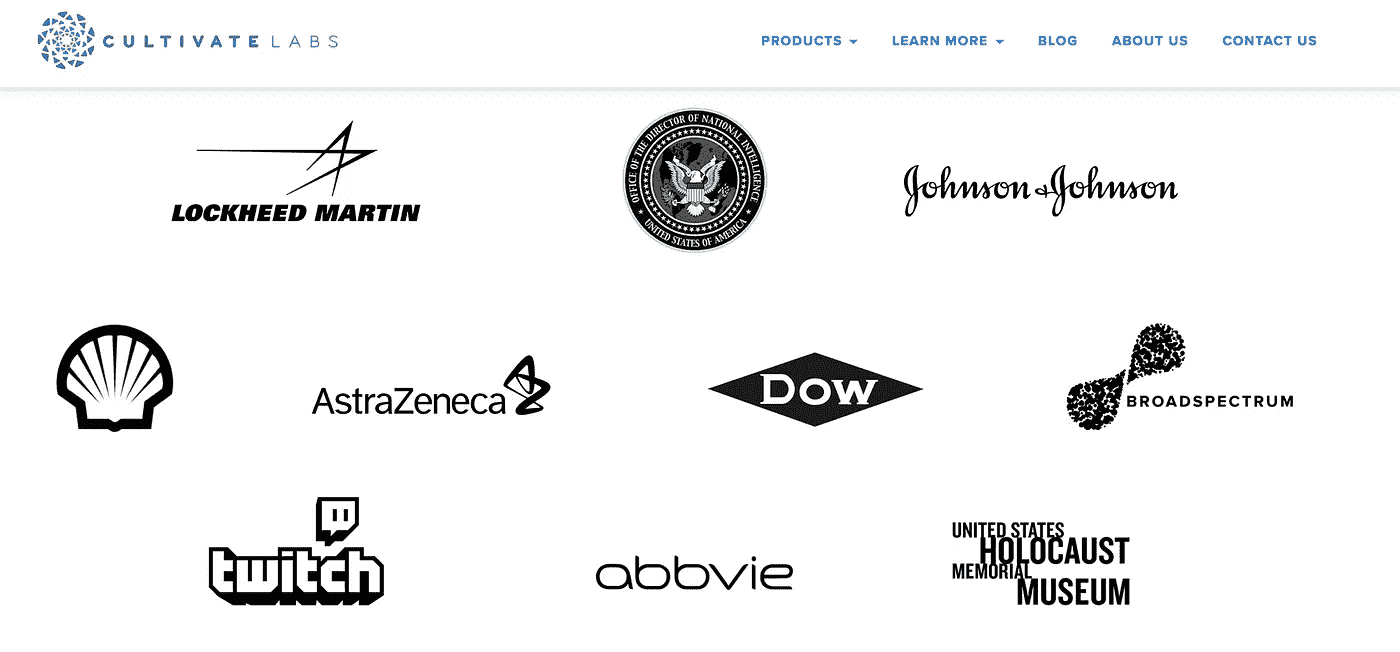 CULTIVATE LABS
PRODUCTS
LEARN MORE
BLOG
ABOUT US
CONTACT US
LOCKHEED MARTIN
OFFICE OF THE DIRECTOR OF NATIONAL INTELLIGENCE
UNITED STATES OF AMERICA
Johnson & Johnson
AstraZeneca
Dow
BROADSPECTRUM
twitch
abbvie
UNITED STATES
HOLOCAUST
MEMORIAL
MUSEUM